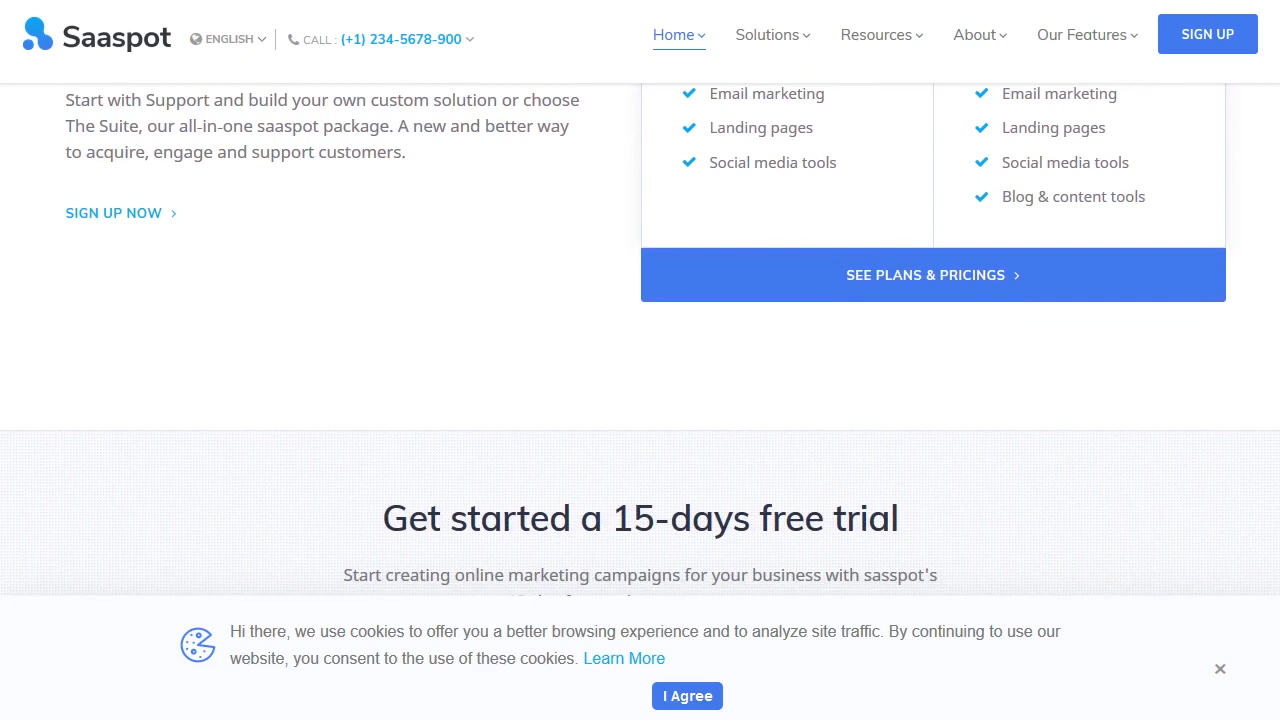 Saaspot
ENGLISH
CALL : (+1) 234-5678-900
Home
Solutions
Resources
About
Our Features
SIGN UP
Start with Support and build your own custom solution or choose
The Suite, our all-in-one saaspot package. A new and better way
to acquire, engage and support customers.
SIGN UP NOW
Email marketing
Landing pages
Social media tools
Email marketing
Landing pages
Social media tools
Blog & content tools
SEE PLANS & PRICINGS
Get started a 15-days free trial
Start creating online marketing campaigns for your business with sasspot's
Hi there, we use cookies to offer you a better browsing experience and to analyze site traffic. By continuing to use our
website, you consent to the use of these cookies. Learn More
I Agree